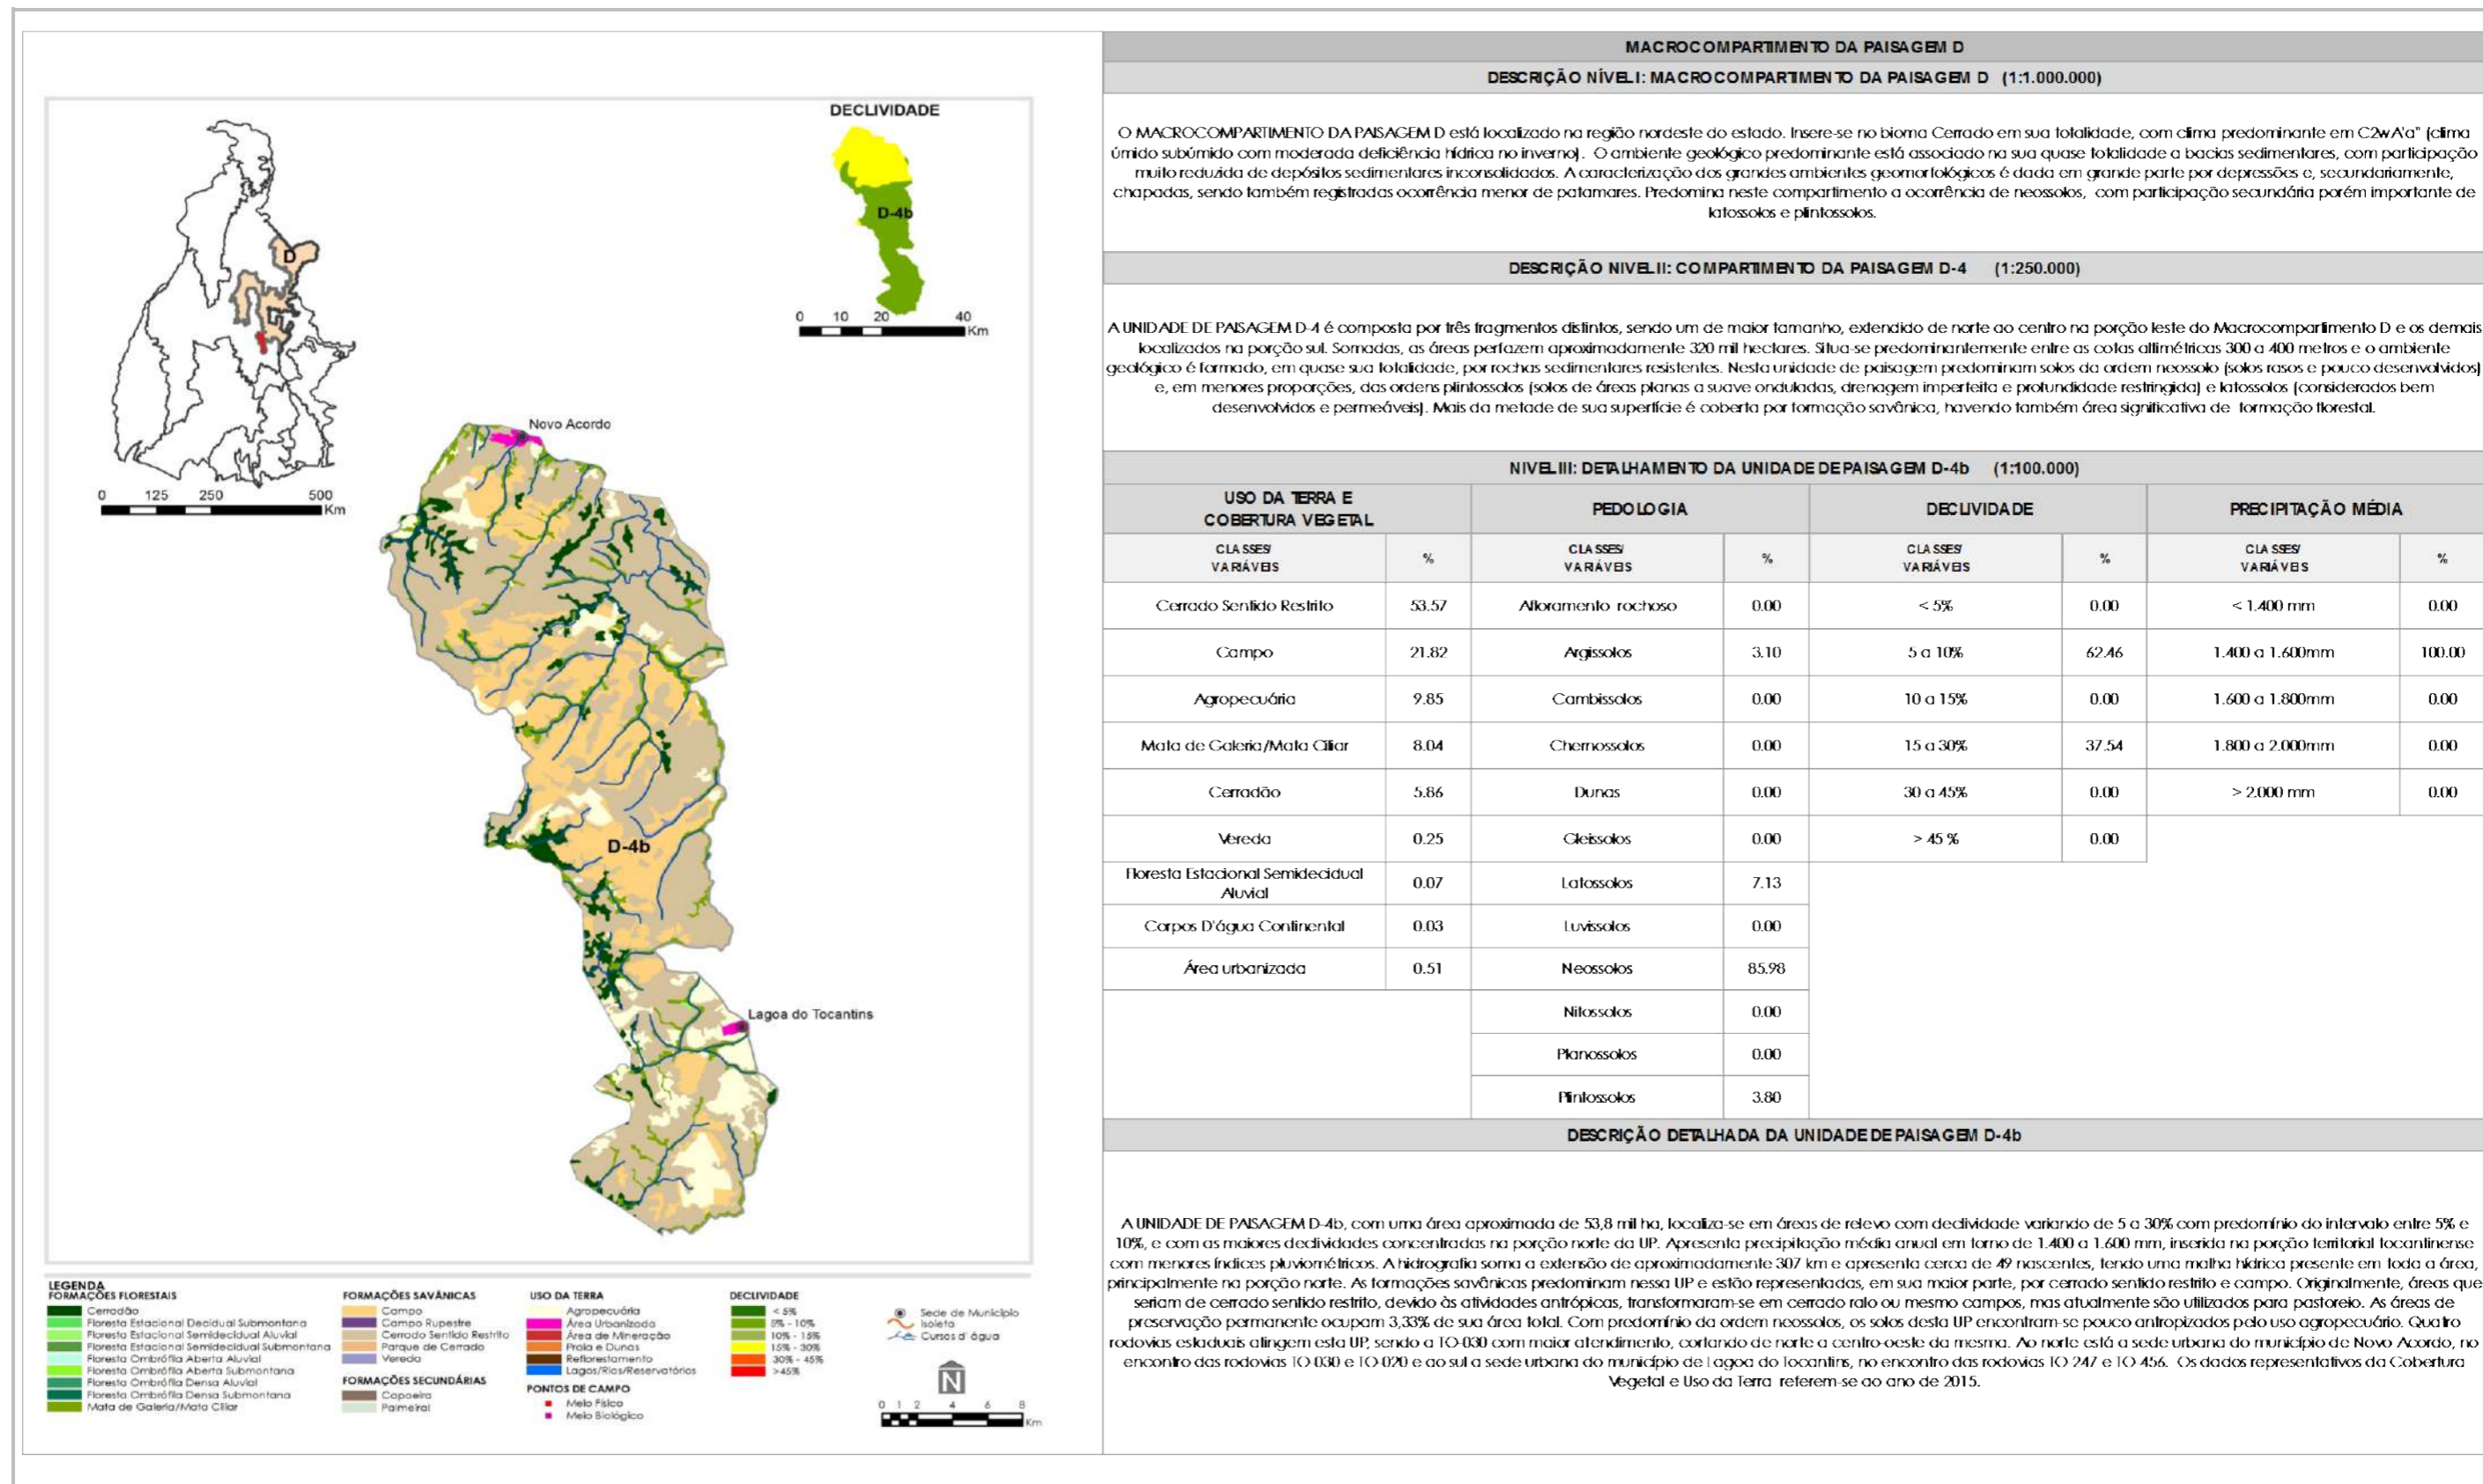 DECLIVIDADE
D
D-4b
0 10 20 40
Km
0 125 250 500
Km
Novo Acordo
D-4b
Lagoa do Tocantins
LEGENDA
FORMAÇÕES FLORESTAIS
Cerradão
Floresta Estacional Decidual Submontana
Floresta Estacional Semidecidual Aluvial
Floresta Estacional Semidecidual Submontana
Floresta Ombrófila Aberta Aluvial
Floresta Ombrófila Aberta Submontana
Floresta Ombrófila Densa Aluvial
Floresta Ombrófila Densa Submontana
Mata de Galeria/Mata Ciliar
FORMAÇÕES SAVÂNICAS
Campo
Campo Rupestre
Cerrado Sentido Restrito
Parque de Cerrado
Vereda
FORMAÇÕES SECUNDÁRIAS
Capoeira
Palmeiral
USO DA TERRA
Agropecuária
Área Urbanizada
Área de Mineração
Praia e Dunas
Reflorestamento
Lagos/Rios/Reservatórios
PONTOS DE CAMPO
Meio Físico
Meio Biológico
DECLIVIDADE
< 5%
5% - 10%
10% - 15%
15% - 30%
30% - 45%
>45%
Sede de Município
Isoieta
Cursos d' água
N
0 1 2 4 6 8
Km
MACROCOMPARTIMENTO DA PAISAGEM D
DESCRIÇÃO NÍVEL I: MACROCOMPARTIMENTO DA PAISAGEM D (1:1.000.000)
O MACROCOMPARTIMENTO DA PAISAGEM D está localizado na região nordeste do estado. Insere-se no bioma Cerrado em sua totalidade, com clima predominante em C2wA'a" (clima
úmido subúmido com moderada deficiência hídrica no inverno). O ambiente geológico predominante está associado na sua quase totalidade a bacias sedimentares, com participação
muito reduzida de depósitos sedimentares inconsolidados. A caracterização dos grandes ambientes geomorfológicos é dada em grande parte por depressões e, secundariamente,
chapadas, sendo também registradas ocorrência menor de patamares. Predomina neste compartimento a ocorrência de neossolos, com participação secundária porém importante de
latossolos e plintossolos.
DESCRIÇÃO NIVEL II: COMPARTIMENTO DA PAISAGEM D-4 (1:250.000)
A UNIDADE DE PAISAGEM D-4 é composta por três fragmentos distintos, sendo um de maior tamanho, extendido de norte ao centro na porção leste do Macrocompartimento D e os demais
localizados na porção sul. Somadas, as áreas perfazem aproximadamente 320 mil hectares. Situa-se predominantemente entre as cotas altimétricas 300 a 400 metros e o ambiente
geológico é formado, em quase sua totalidade, por rochas sedimentares resistentes. Nesta unidade de paisagem predominam solos da ordem neossolo (solos rasos e pouco desenvolvidos)
e, em menores proporções, das ordens plintossolos (solos de áreas planas a suave onduladas, drenagem imperfeita e profundidade restringida) e latossolos (considerados bem
desenvolvidos e permeáveis). Mais da metade de sua superfície é coberta por formação savânica, havendo também área significativa de formação florestal.
NIVEL III: DETALHAMENTO DA UNIDADE DE PAISAGEM D-4b (1:100.000)
USO DA TERRA E
COBERTURA VEGETAL
PEDOLOGIA DECLIVIDADE PRECIPITAÇÃO MÉDIA
CLASSES/ % CLASSES/ % CLASSES/ % CLASSES/ %
VARIÁVEIS VARIÁVEIS VARIÁVEIS VARIÁVEIS
Cerrado Sentido Restrito 53.57 Afloramento rochoso 0.00 < 5% 0.00 < 1.400 mm 0.00
Campo 21.82 Argissolos 3.10 5 a 10% 62.46 1.400 a 1.600mm 100.00
Agropecuária 9.85 Cambissolos 0.00 10 a 15% 0.00 1.600 a 1.800mm 0.00
Mata de Galeria/Mata Ciliar 8.04 Chernossolos 0.00 15 a 30% 37.54 1.800 a 2.000mm 0.00
Cerradão 5.86 Dunas 0.00 30 a 45% 0.00 > 2.000 mm 0.00
Vereda 0.25 Gleissolos 0.00 > 45 % 0.00
Floresta Estacional Semidecidual
Aluvial 0.07 Latossolos 7.13
Corpos D'água Continental 0.03 Luvissolos 0.00
Área urbanizada 0.51 Neossolos 85.98
Nitossolos 0.00
Planossolos 0.00
Plintossolos 3.80
DESCRIÇÃO DETALHADA DA UNIDADE DE PAISAGEM D-4b
A UNIDADE DE PAISAGEM D-4b, com uma área aproximada de 53,8 mil ha, localiza-se em áreas de relevo com declividade variando de 5 a 30% com predomínio do intervalo entre 5% e
10%, e com as maiores declividades concentradas na porção norte da UP. Apresenta precipitação média anual em torno de 1.400 a 1.600 mm, inserida na porção territorial tocantinense
com menores índices pluviométricos. A hidrografia soma a extensão de aproximadamente 307 km e apresenta cerca de 49 nascentes, tendo uma malha hídrica presente em toda a área,
principalmente na porção norte. As formações savânicas predominam nessa UP e estão representadas, em sua maior parte, por cerrado sentido restrito e campo. Originalmente, áreas que
seriam de cerrado sentido restrito, devido às atividades antrópicas, transformaram-se em cerrado ralo ou mesmo campos, mas atualmente são utilizados para pastoreio. As áreas de
preservação permanente ocupam 3,33% de sua área total. Com predomínio da ordem neossolos, os solos desta UP encontram-se pouco antropizados pelo uso agropecuário. Quatro
rodovias estaduais atingem esta UP, sendo a TO-030 com maior atendimento, cortando de norte a centro-oeste da mesma. Ao norte está a sede urbana do município de Novo Acordo, no
encontro das rodovias TO-030 e TO-020 e ao sul a sede urbana do município de Lagoa do Tocantins, no encontro das rodovias TO-247 e TO-456. Os dados representativos da Cobertura
Vegetal e Uso da Terra referem-se ao ano de 2015.